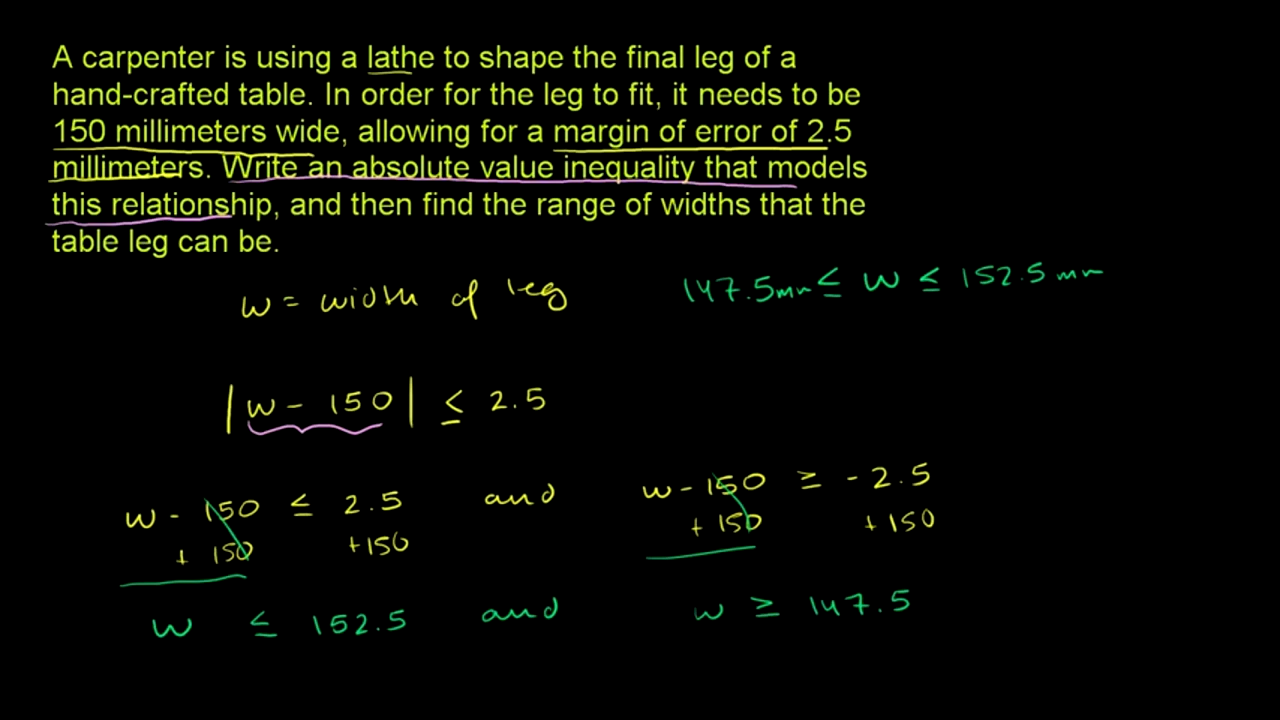 A carpenter is using a lathe to shape the final leg of a
hand-crafted table. In order for the leg to fit, it needs to be
150 millimeters wide, allowing for a margin of error of 2.5
millimeters. Write an absolute value inequality that models
this relationship, and then find the range of widths that the
table leg can be.
w = width of leg
147.5mm ≤ w ≤ 152.5 mm
|w - 150| ≤ 2.5
w - 150 ≤ 2.5 and w - 150 ≥ -2.5
+ 150 +150 + 150 + 150
w ≤ 152.5 and w ≥ 147.5